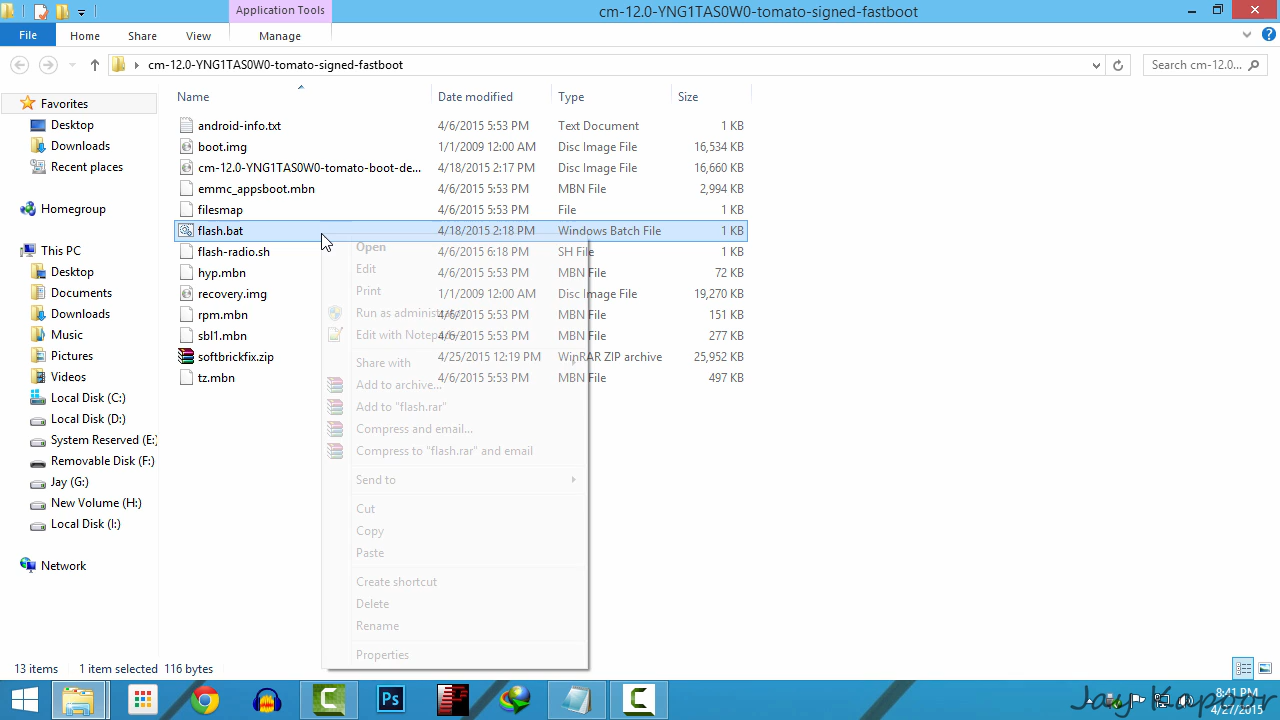 Application Tools
cm-12.0-YNG1TAS0W0-tomato-signed-fastboot
File Home Share View Manage
cm-12.0-YNG1TAS0W0-tomato-signed-fastboot
Search cm-12.0...
Name Date modified Type Size
Favorites
Desktop
Downloads
Recent places
Homegroup
This PC
Desktop
Documents
Downloads
Music
Pictures
Videos
Local Disk (C:)
Local Disk (D:)
System Reserved (E:)
Removable Disk (F:)
Jay (G:)
New Volume (H:)
Local Disk (I:)
Network
android-info.txt 4/6/2015 5:53 PM Text Document 1 KB
boot.img 1/1/2009 12:00 AM Disc Image File 16,534 KB
cm-12.0-YNG1TAS0W0-tomato-boot-de... 4/18/2015 2:17 PM Disc Image File 16,660 KB
emmc_appsboot.mbn 4/6/2015 5:53 PM MBN File 2,994 KB
filesmap 4/6/2015 5:53 PM File 1 KB
flash.bat 4/18/2015 2:18 PM Windows Batch File 1 KB
flash-radio.sh 4/6/2015 6:18 PM SH File 1 KB
hyp.mbn 4/6/2015 5:53 PM MBN File 72 KB
recovery.img 1/1/2009 12:00 AM Disc Image File 19,270 KB
rpm.mbn 4/6/2015 5:53 PM MBN File 151 KB
sbl1.mbn 4/6/2015 5:53 PM MBN File 277 KB
softbrickfix.zip 4/25/2015 12:19 PM WinRAR ZIP archive 25,952 KB
tz.mbn 4/6/2015 5:53 PM MBN File 497 KB
Open
Edit
Print
Run as
Edit with
Share with
Add to archive...
Add to "flash.rar"
Compress and email...
Compress to "flash.rar" and email
Send to
Cut
Copy
Paste
Create shortcut
Delete
Rename
Properties
13 items 1 item selected 116 bytes
Ps
8:41 PM
4/27/2015
Jay Kapoor